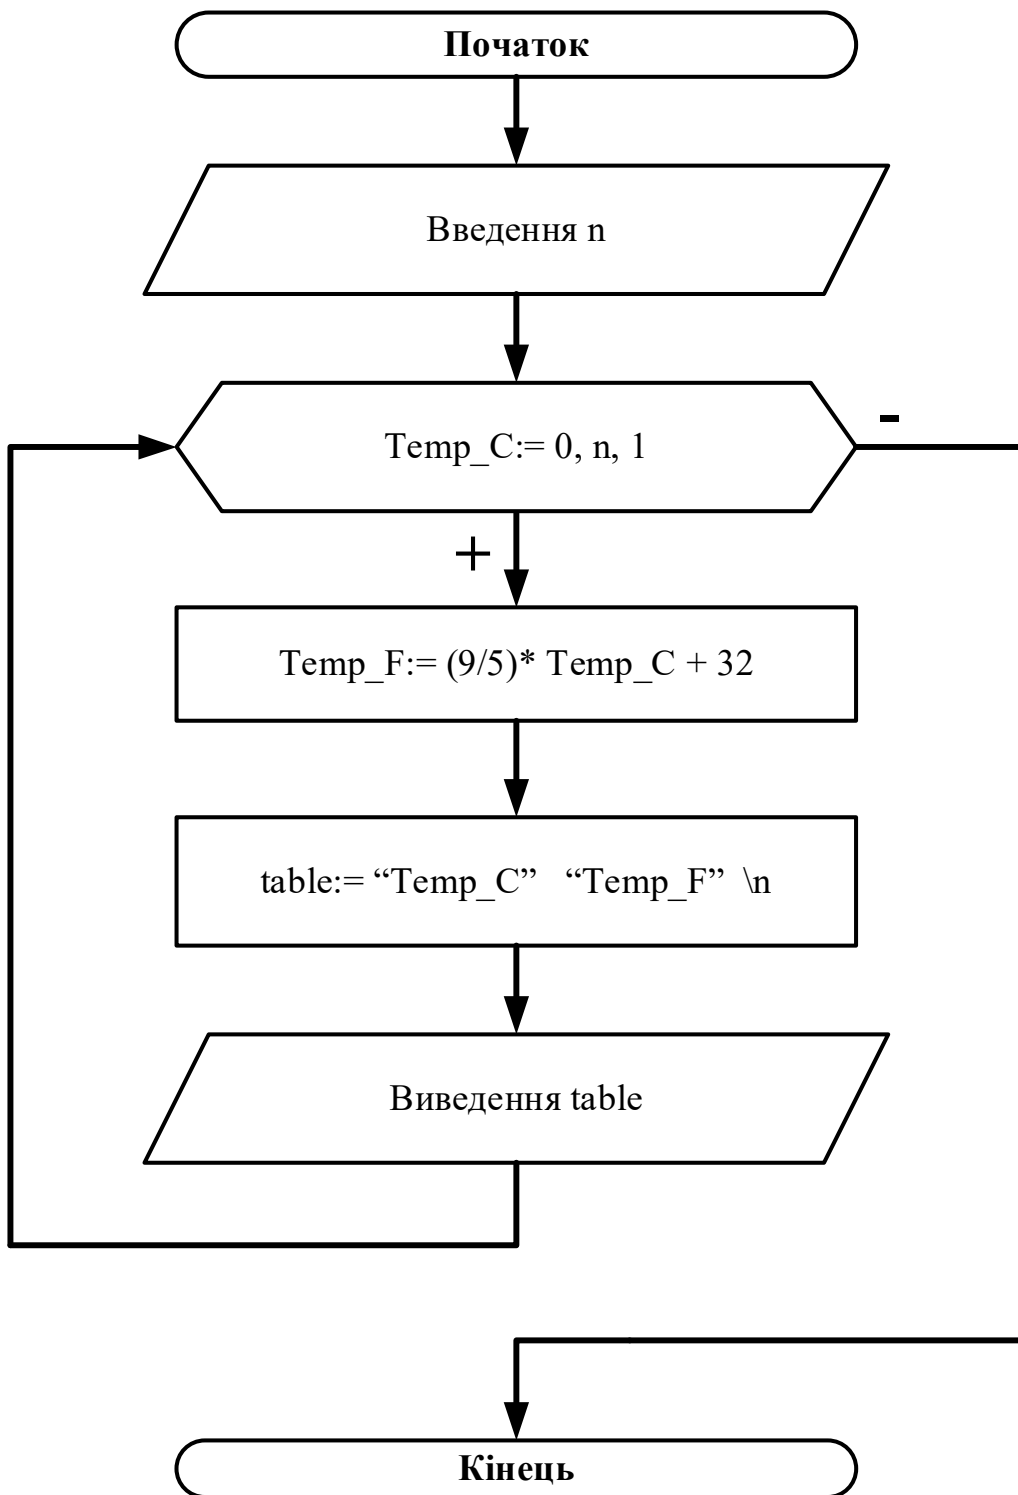 Початок
Введення n
Temp_C:= 0, n, 1
-
+
Temp_F:= (9/5)* Temp_C + 32
table:= “Temp_C” “Temp_F” \n
Виведення table
Кінець